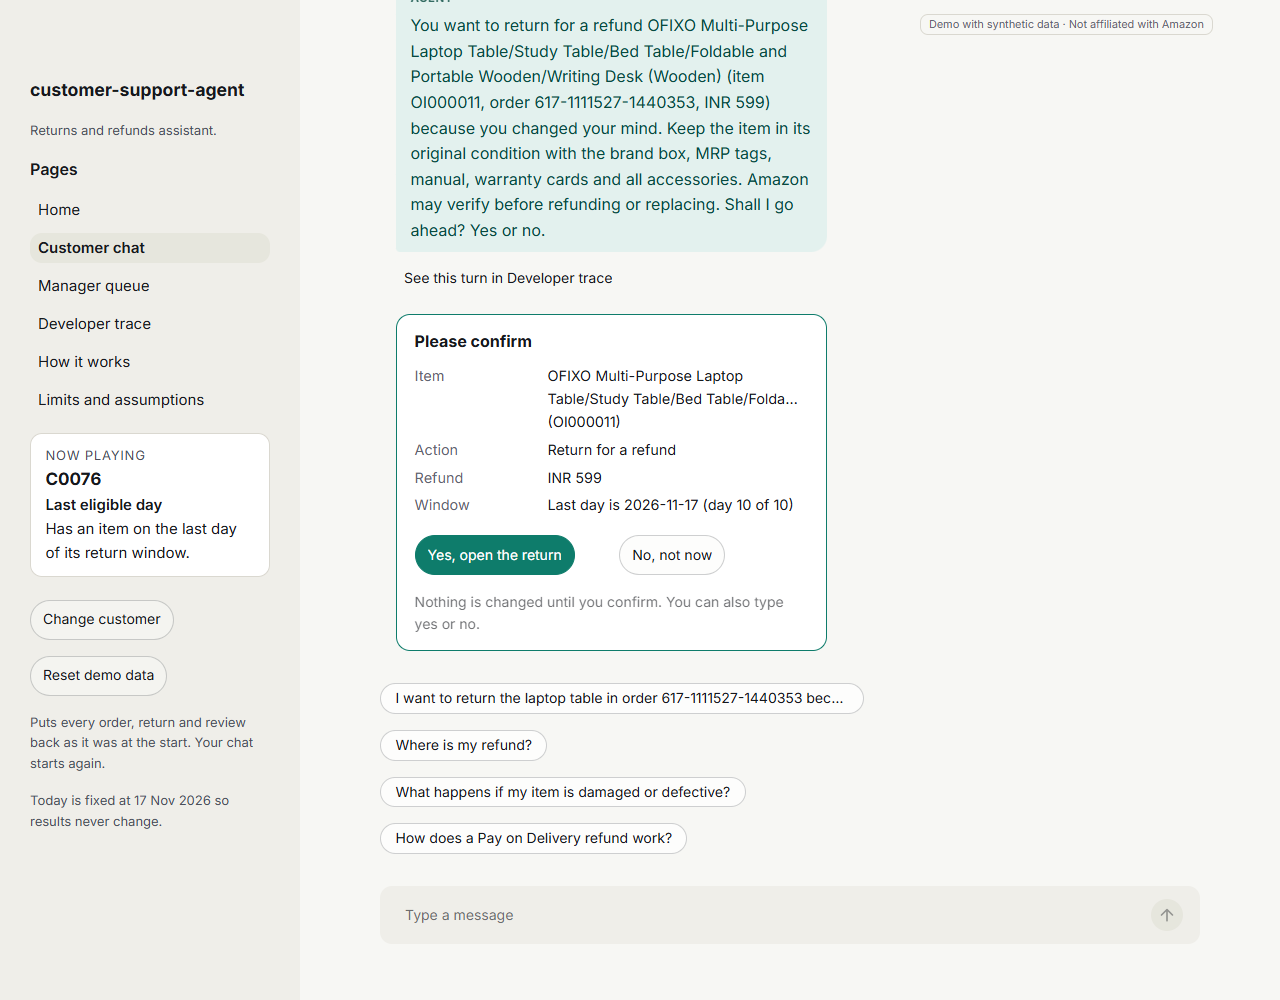 customer-support-agent
Returns and refunds assistant.
Pages
Home
Customer chat
Manager queue
Developer trace
How it works
Limits and assumptions
NOW PLAYING
C0076
Last eligible day
Has an item on the last day
of its return window.
Change customer
Reset demo data
Puts every order, return and review
back as it was at the start. Your chat
starts again.
Today is fixed at 17 Nov 2026 so
results never change.
Demo with synthetic data · Not affiliated with Amazon
You want to return for a refund OFIXO Multi-Purpose
Laptop Table/Study Table/Bed Table/Foldable and
Portable Wooden/Writing Desk (Wooden) (item
OI000011, order 617-1111527-1440353, INR 599)
because you changed your mind. Keep the item in its
original condition with the brand box, MRP tags,
manual, warranty cards and all accessories. Amazon
may verify before refunding or replacing. Shall I go
ahead? Yes or no.
See this turn in Developer trace
Please confirm
Item
OFIXO Multi-Purpose Laptop
Table/Study Table/Bed Table/Folda...
(OI000011)
Action
Return for a refund
Refund
INR 599
Window
Last day is 2026-11-17 (day 10 of 10)
Yes, open the return
No, not now
Nothing is changed until you confirm. You can also type
yes or no.
I want to return the laptop table in order 617-1111527-1440353 bec...
Where is my refund?
What happens if my item is damaged or defective?
How does a Pay on Delivery refund work?
Type a message